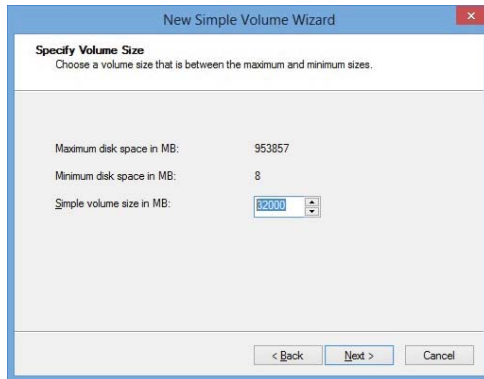 New Simple Volume Wizard
Specify Volume Size
Choose a volume size that is between the maximum and minimum sizes.
Maximum disk space in MB: 953857
Minimum disk space in MB: 8
Simple volume size in MB: 32000
< Back Next > Cancel